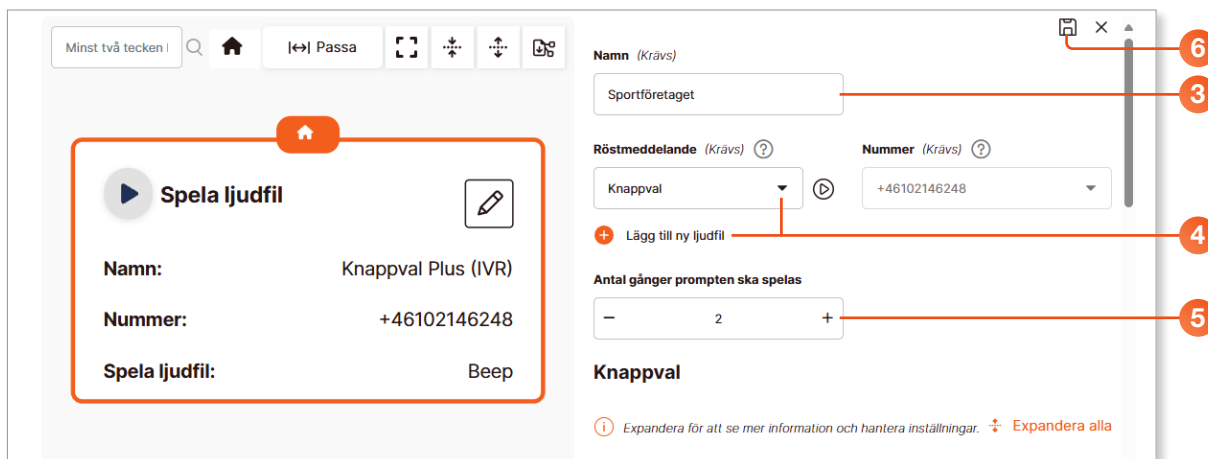 Minst två tecken
Passa
Spela ljudfil
Namn: Knappval Plus (IVR)
Nummer: +46102146248
Spela ljudfil: Beep
Namn (Krävs)
Sportföretaget
Röstmeddelande (Krävs) ?
Nummer (Krävs) ?
Knappval
+46102146248
+ Lägg till ny ljudfil
Antal gånger prompten ska spelas
− 2 +
Knappval
i Expandera för att se mer information och hantera inställningar. Expandera alla
6
3
4
5